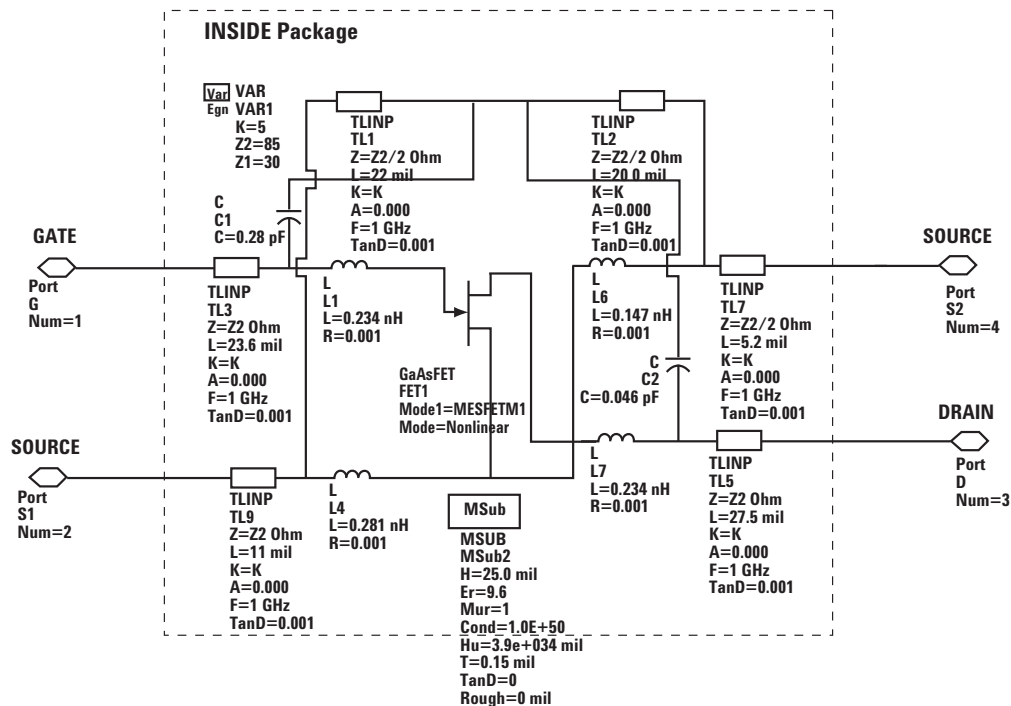 INSIDE Package
Var VAR
Egn VAR1
K=5
Z2=85
Z1=30
TLINP
TL1
Z=Z2/2 Ohm
L=22 mil
K=K
A=0.000
F=1 GHz
TanD=0.001
TLINP
TL2
Z=Z2/2 Ohm
L=20 0 mil
K=K
A=0.000
F=1 GHz
TanD=0.001
C
C1
C=0.28 pF
GATE
Port
G
Num=1
TLINP
TL3
Z=Z2 Ohm
L=23.6 mil
K=K
A=0.000
F=1 GHz
TanD=0.001
L
L1
L=0.234 nH
R=0.001
GaAsFET
FET1
Mode1=MESFETM1
Mode=Nonlinear
L
L6
L=0.147 nH
R=0.001
C
C2
C=0.046 pF
TLINP
TL7
Z=Z2/2 Ohm
L=5.2 mil
K=K
A=0.000
F=1 GHz
TanD=0.001
SOURCE
Port
S2
Num=4
SOURCE
Port
S1
Num=2
TLINP
TL9
Z=Z2 Ohm
L=11 mil
K=K
A=0.000
F=1 GHz
TanD=0.001
L
L4
L=0.281 nH
R=0.001
MSub
MSUB
MSub2
H=25.0 mil
Er=9.6
Mur=1
Cond=1.0E+50
Hu=3.9e+034 mil
T=0.15 mil
TanD=0
Rough=0 mil
L
L7
L=0.234 nH
R=0.001
TLINP
TL5
Z=Z2 Ohm
L=27.5 mil
K=K
A=0.000
F=1 GHz
TanD=0.001
DRAIN
Port
D
Num=3